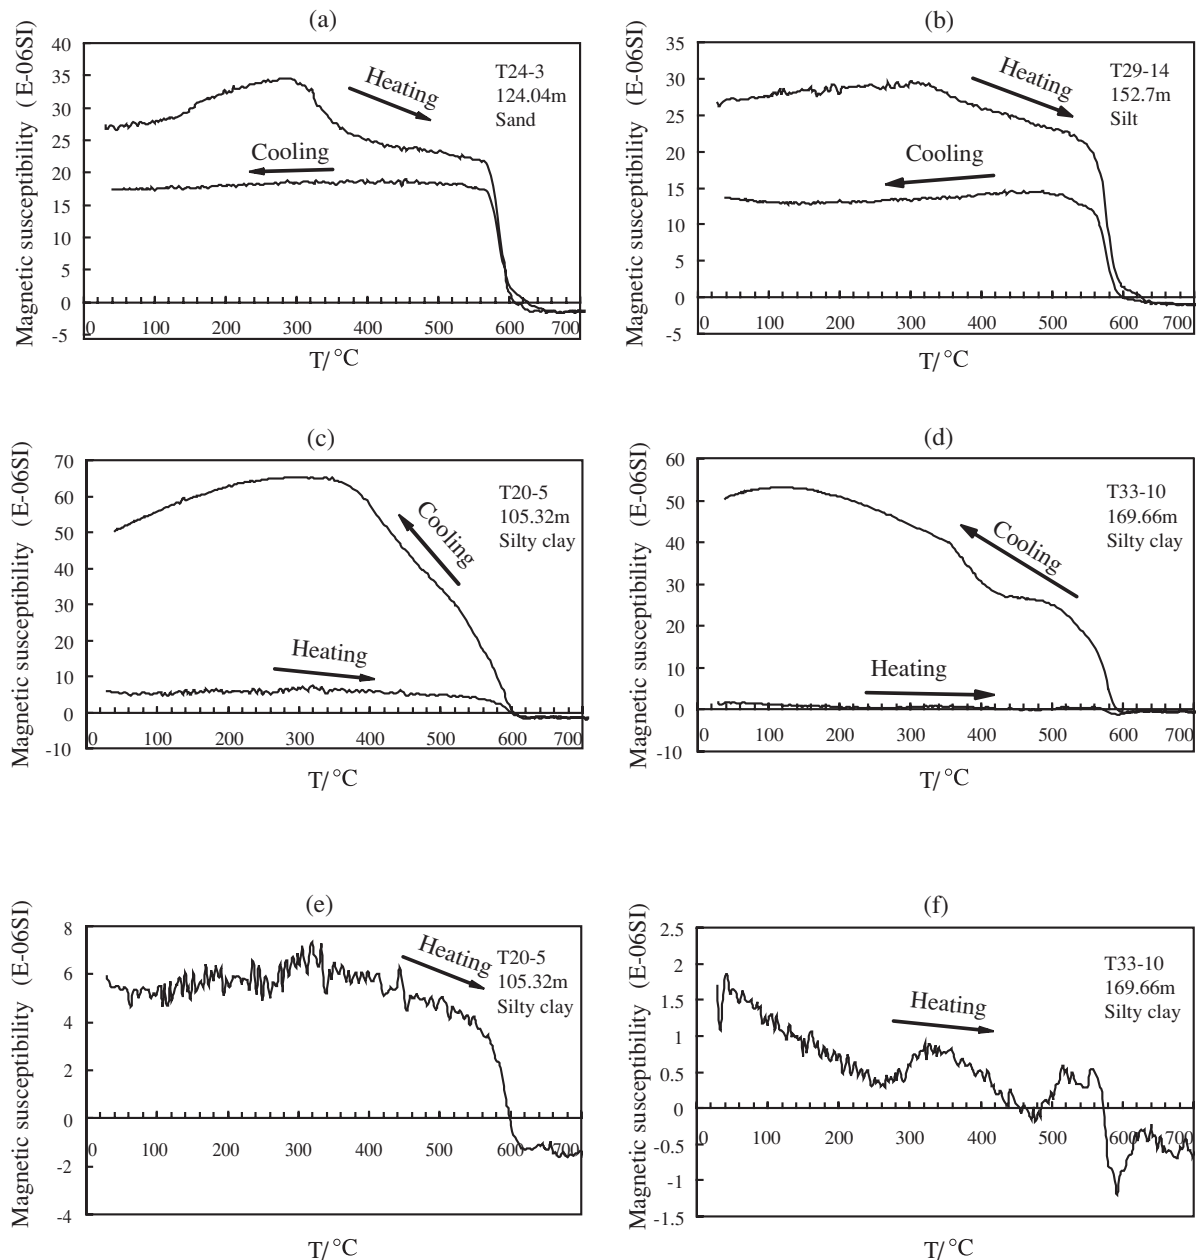 (a)
Magnetic susceptibility (E-06SI)
40
35
30
25
20
15
10
5
0
-5
0 100 200 300 400 500 600 700
T/°C
Heating
Cooling
T24-3
124.04m
Sand
(b)
Magnetic susceptibility (E-06SI)
35
30
25
20
15
10
5
0
-5
0 100 200 300 400 500 600 700
T/°C
Heating
Cooling
T29-14
152.7m
Silt
(c)
Magnetic susceptibility (E-06SI)
70
60
50
40
30
20
10
0
-10
0 100 200 300 400 500 600 700
T/°C
Cooling
Heating
T20-5
105.32m
Silty clay
(d)
Magnetic susceptibility (E-06SI)
60
50
40
30
20
10
0
-10
0 100 200 300 400 500 600 700
T/°C
Cooling
Heating
T33-10
169.66m
Silty clay
(e)
Magnetic susceptibility (E-06SI)
8
6
4
2
0
-2
-4
0 100 200 300 400 500 600 700
T/°C
Heating
T20-5
105.32m
Silty clay
(f)
Magnetic susceptibility (E-06SI)
2.5
2
1.5
1
0.5
0
-0.5
-1
-1.5
0 100 200 300 400 500 600 700
T/°C
Heating
T33-10
169.66m
Silty clay